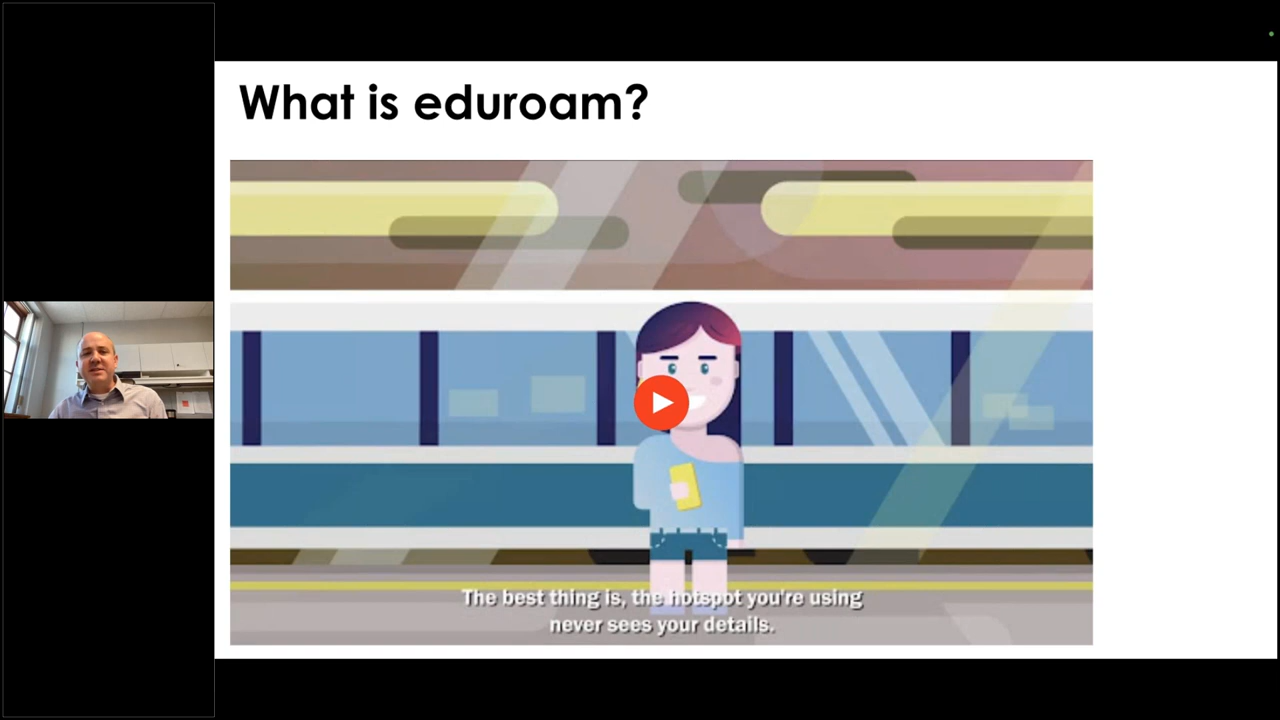 What is eduroam?
The best thing is, the hotspot you're using
never sees your details.